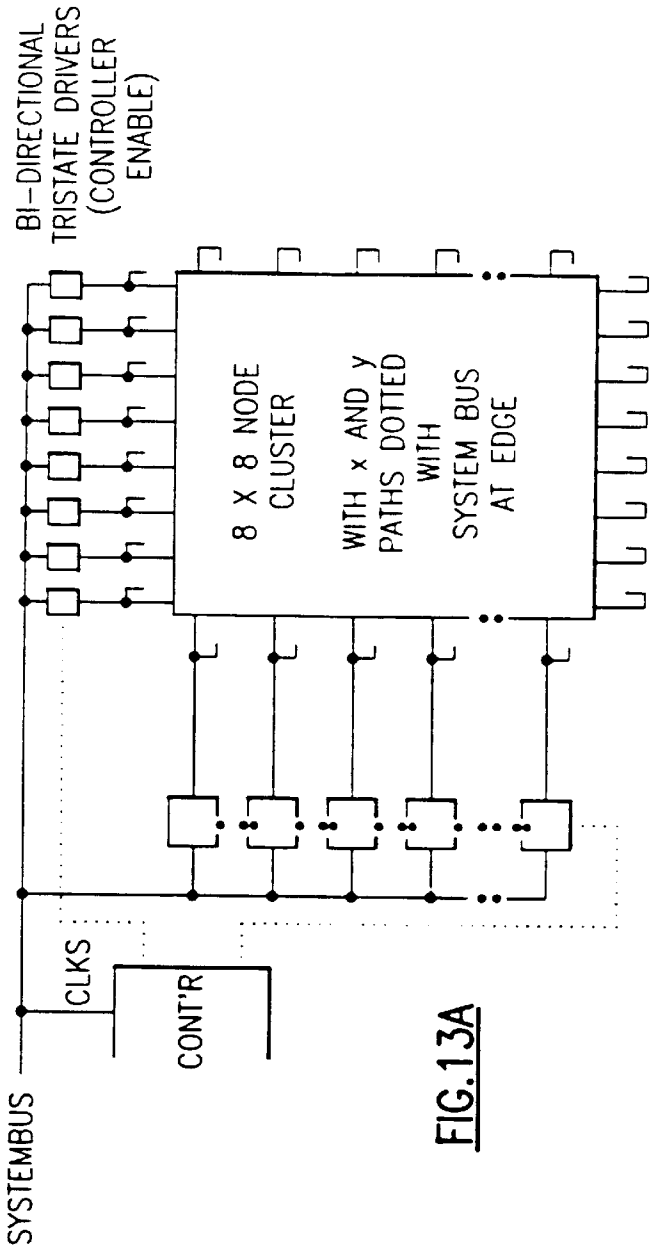 BI-DIRECTIONAL
TRISTATE DRIVERS
(CONTROLLER
ENABLE)
8 X 8 NODE
CLUSTER
WITH x AND y
PATHS DOTTED
WITH
SYSTEM BUS
AT EDGE
CLKS
CONT'R
SYSTEMBUS
FIG.13A